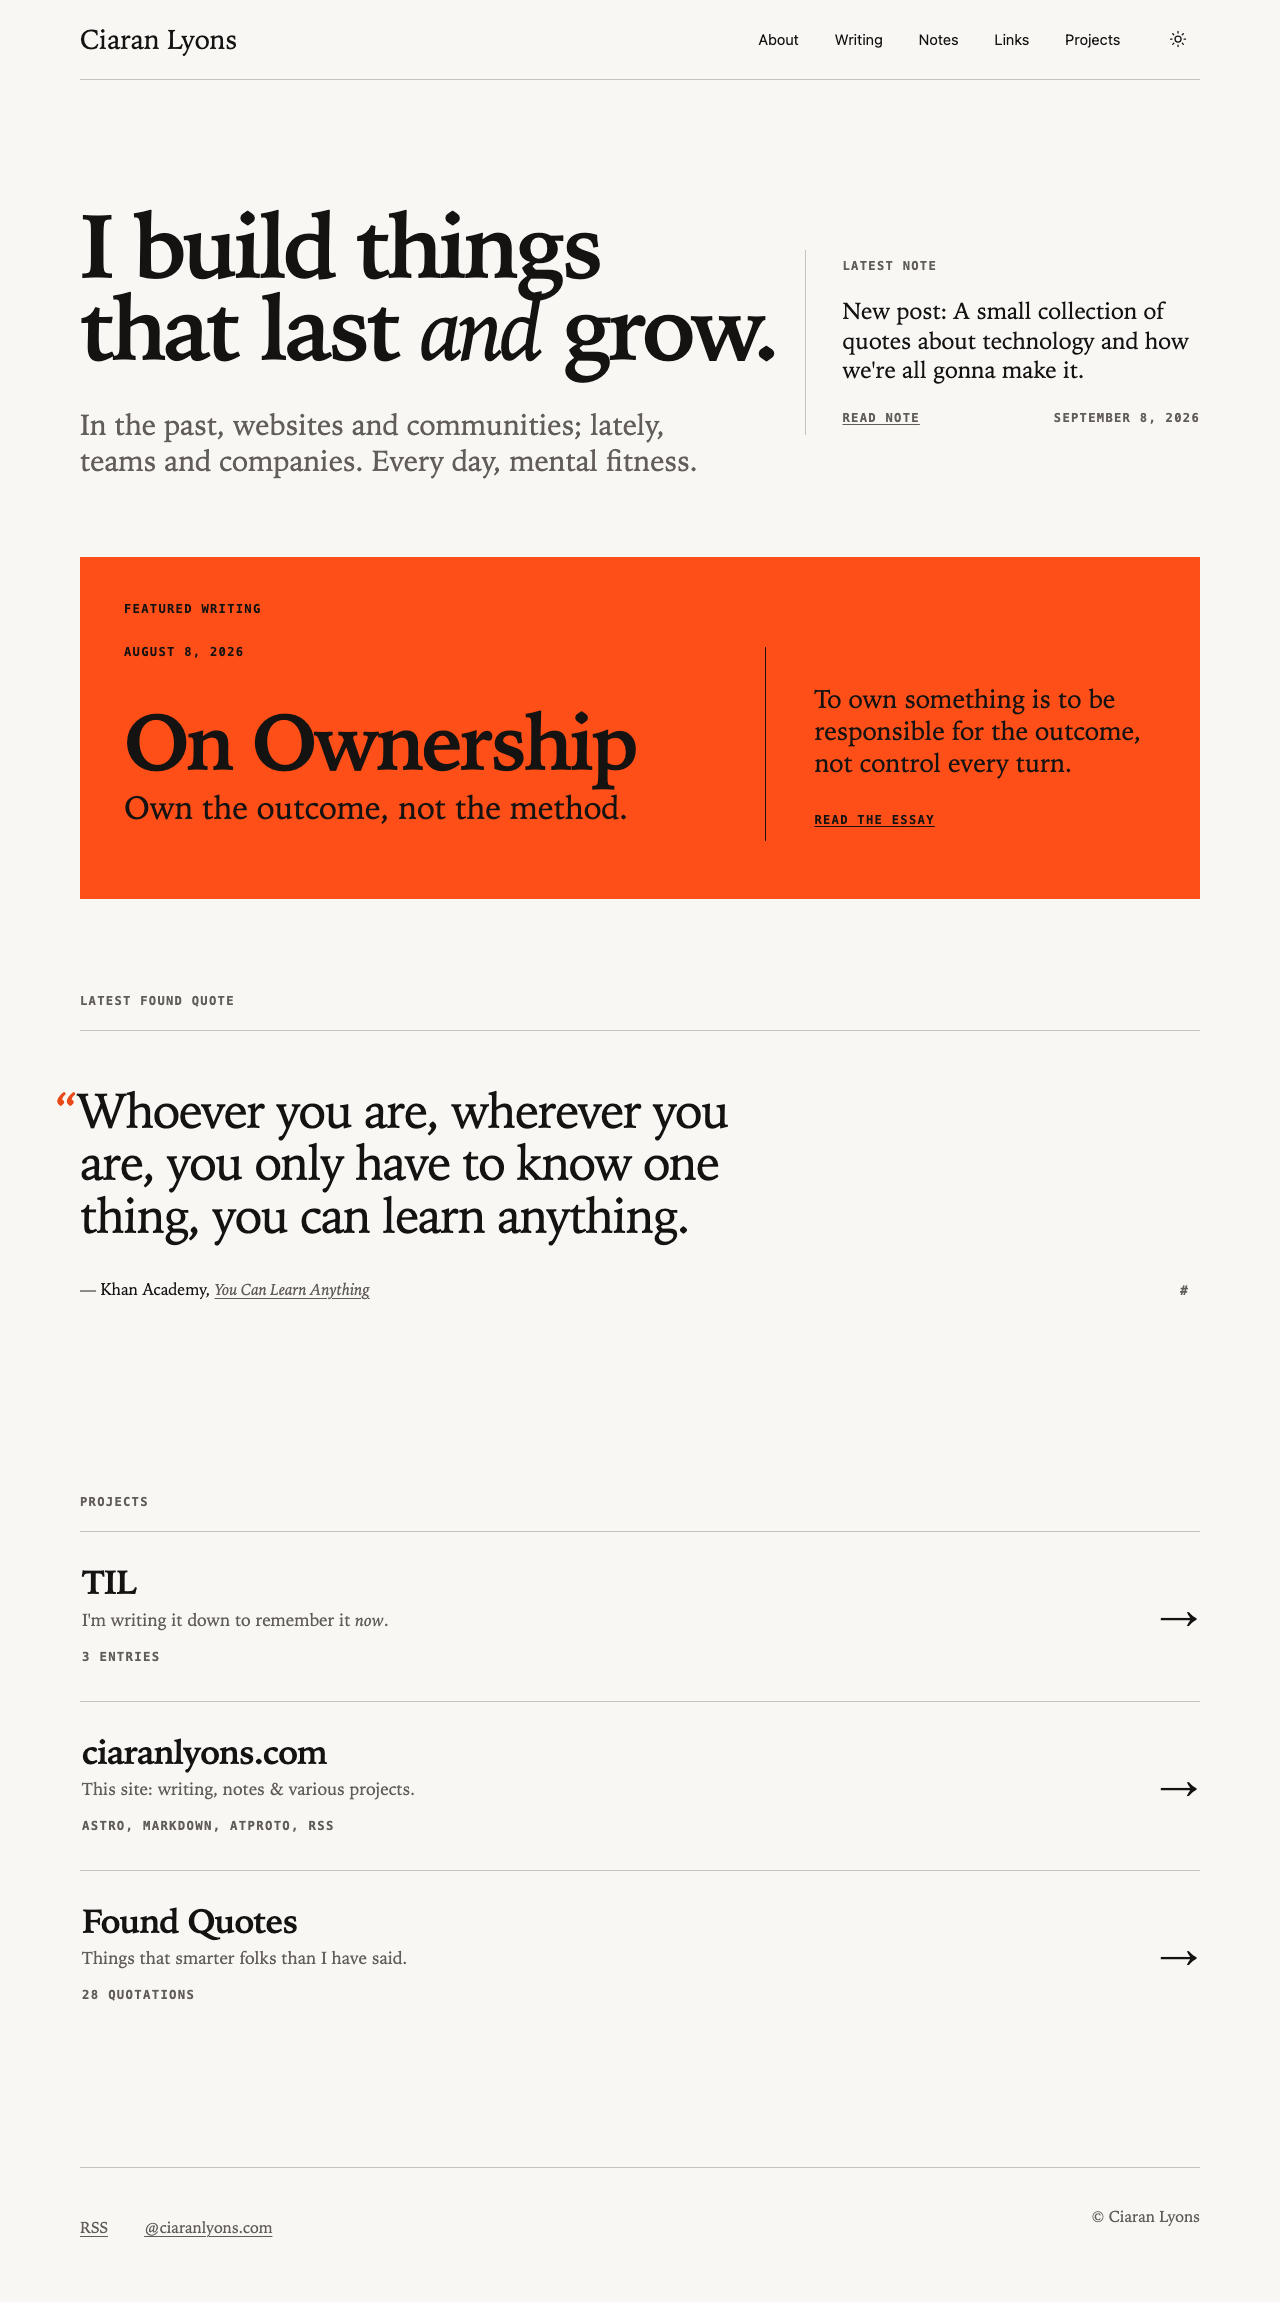 Ciaran Lyons
About Writing Notes Links Projects
I build things
that last and grow.
In the past, websites and communities; lately,
teams and companies. Every day, mental fitness.
LATEST NOTE
New post: A small collection of
quotes about technology and how
we're all gonna make it.
READ NOTE SEPTEMBER 8, 2026
FEATURED WRITING
AUGUST 8, 2026
On Ownership
Own the outcome, not the method.
To own something is to be
responsible for the outcome,
not control every turn.
READ THE ESSAY
LATEST FOUND QUOTE
“Whoever you are, wherever you
are, you only have to know one
thing, you can learn anything.
— Khan Academy, You Can Learn Anything #
PROJECTS
TIL
I'm writing it down to remember it now.
3 ENTRIES
→
ciaranlyons.com
This site: writing, notes & various projects.
ASTRO, MARKDOWN, ATPROTO, RSS
→
Found Quotes
Things that smarter folks than I have said.
28 QUOTATIONS
→
RSS @ciaranlyons.com
© Ciaran Lyons